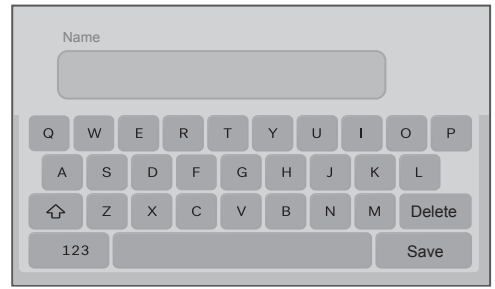 Name
Q W E R T Y U I O P
A S D F G H J K L
Z X C V B N M Delete
123 Save